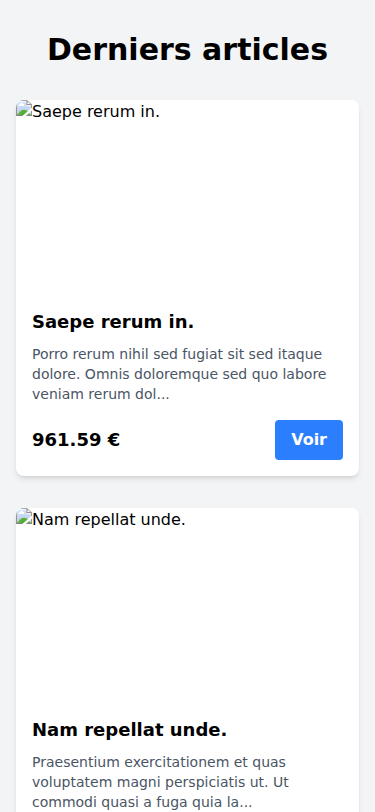 Derniers articles
Saepe rerum in.
Saepe rerum in.
Porro rerum nihil sed fugiat sit sed itaque
dolore. Omnis doloremque sed quo labore
veniam rerum dol...
961.59 €
Voir
Nam repellat unde.
Nam repellat unde.
Praesentium exercitationem et quas
voluptatem magni perspiciatis ut. Ut
commodi quasi a fuga quia la...